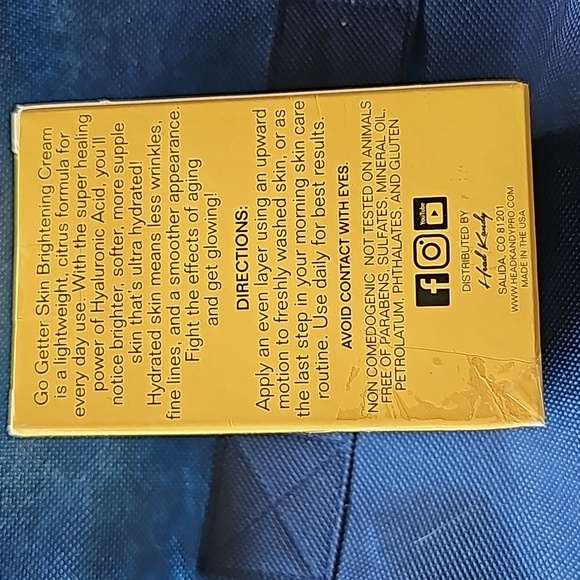 Go Getter Skin Brightening Cream
is a lightweight, citrus formula for
every day use. With the super healing
power of Hyaluronic Acid, you'll
notice brighter, softer, more supple
skin that's ultra hydrated!
Hydrated skin means less wrinkles,
fine lines, and a smoother appearance.
Fight the effects of aging
and get glowing!
DIRECTIONS:
Apply an even layer using an upward
motion to freshly washed skin, or as
the last step in your morning skin care
routine. Use daily for best results.
AVOID CONTACT WITH EYES.
NON COMEDOGENIC NOT TESTED ON ANIMALS
FREE OF PARABENS, SULFATES, MINERAL OIL,
PETROLATUM, PHTHALATES, AND GLUTEN
YouTube
DISTRIBUTED BY
Head Kandy
SALIDA, CO 81201
WWW.HEADKANDYPRO.COM
MADE IN THE USA